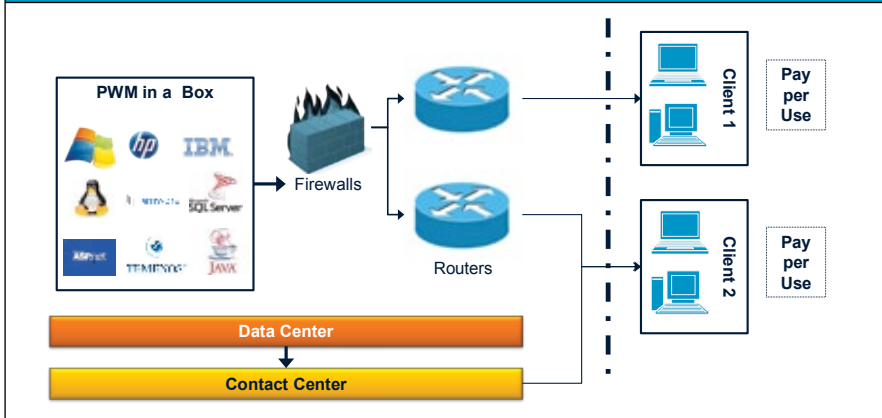 PWM in a Box
hp
IBM
SQL Server
TEMENOS
JAVA
Firewalls
Routers
Client 1
Pay
per
Use
Client 2
Pay
per
Use
Data Center
Contact Center